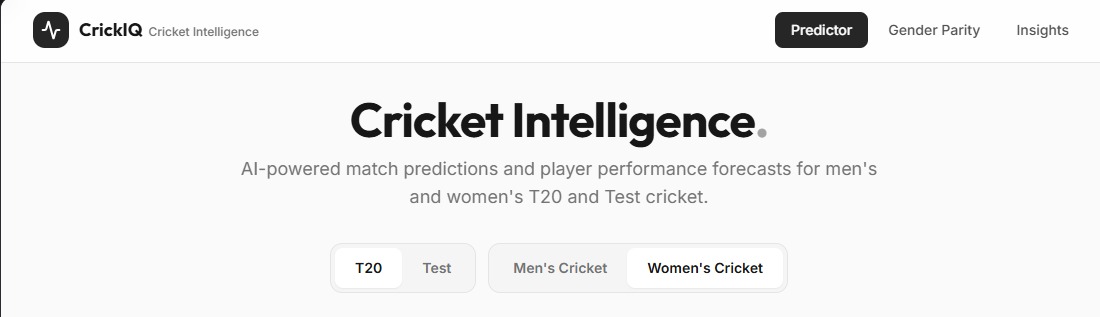 CrickIQ Cricket Intelligence
Predictor
Gender Parity
Insights
Cricket Intelligence.
AI-powered match predictions and player performance forecasts for men's
and women's T20 and Test cricket.
T20
Test
Men's Cricket
Women's Cricket